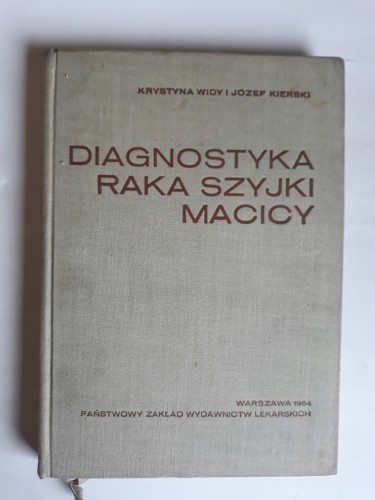 KRYSTYNA WIDY I JÓZEF KIERSKI
DIAGNOSTYKA
RAKA SZYJKI
MACICY
WARSZAWA 1964
PAŃSTWOWY ZAKŁAD WYDAWNICTW LEKARSKICH